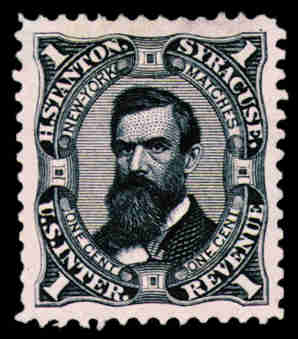 1 H. STANTON, SYRACUSE, 1
NEW-YORK MATCHES
ONE CENT ONE CENT
1 U.S. INTER. REVENUE 1